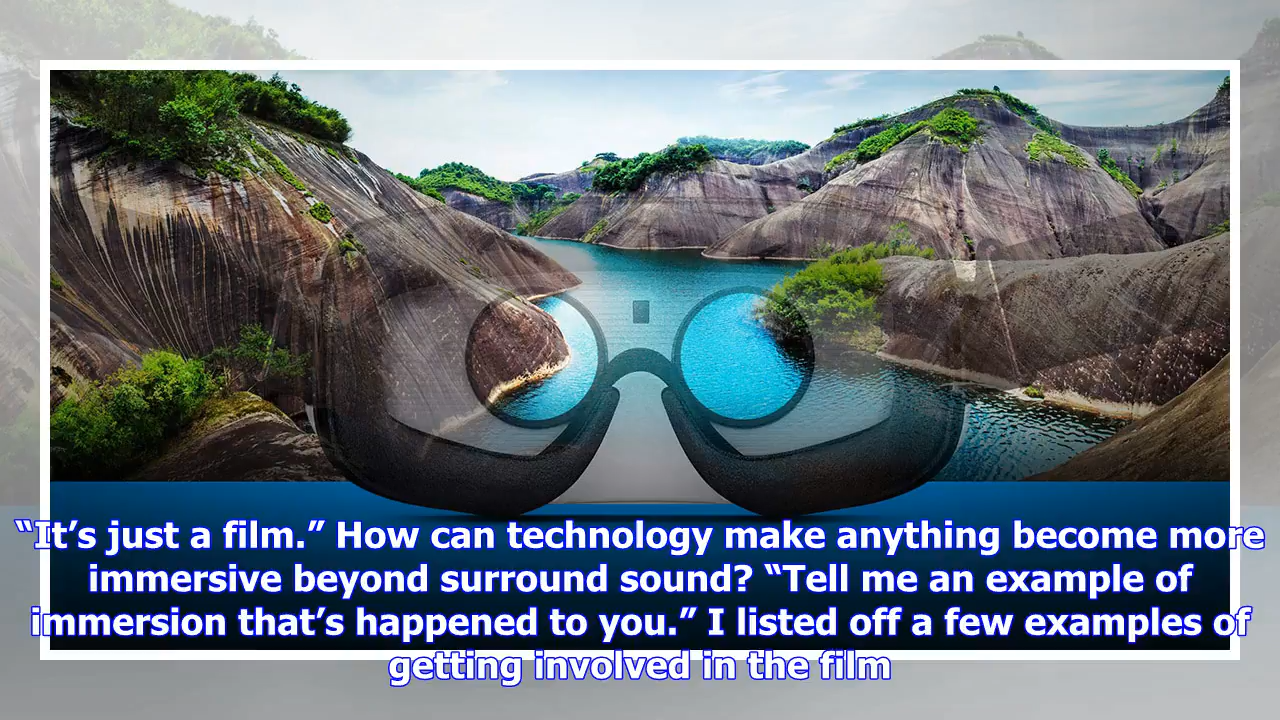 “It’s just a film.” How can technology make anything become more
immersive beyond surround sound? “Tell me an example of
immersion that’s happened to you.” I listed off a few examples of
getting involved in the film